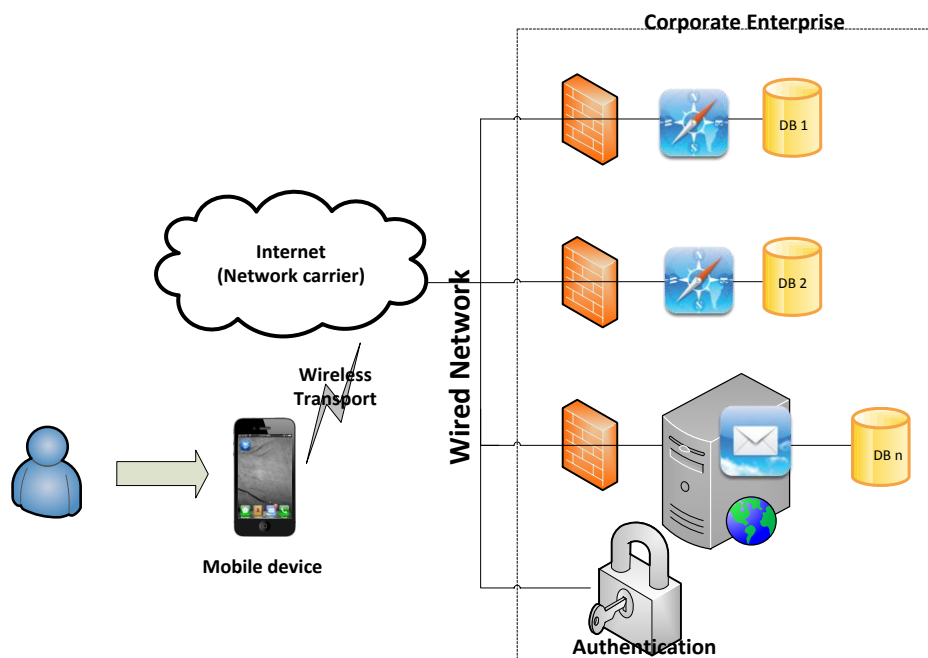 Corporate Enterprise
DB 1
Internet
(Network carrier)
DB 2
Wireless
Transport
Wired Network
DB n
Mobile device
Authentication